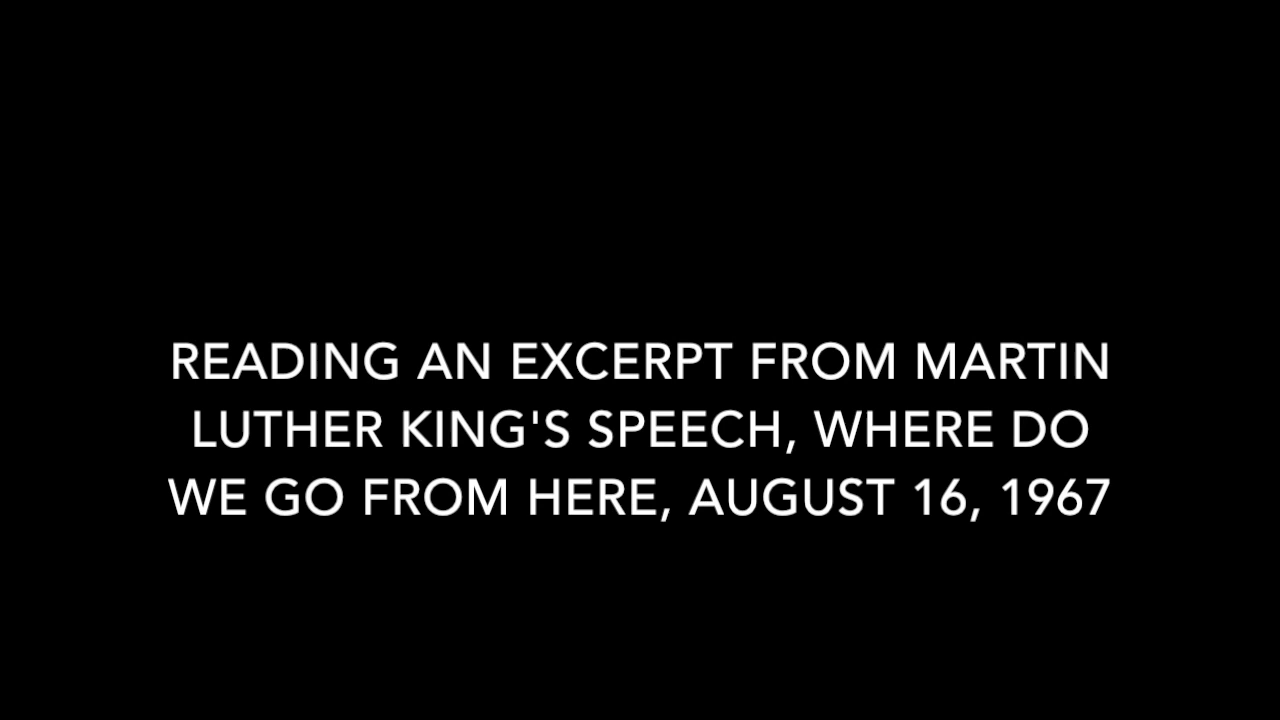 READING AN EXCERPT FROM MARTIN
LUTHER KING'S SPEECH, WHERE DO
WE GO FROM HERE, AUGUST 16, 1967